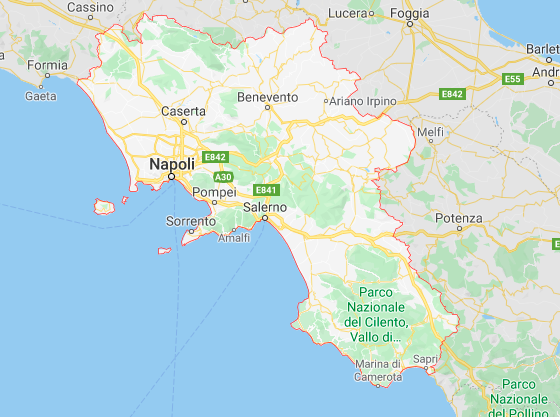 Cassino
Lucera
Foggia
Formia
Gaeta
Barlet
Andr
E55
E842
Benevento
Ariano Irpino
Caserta
Melfi
Napoli
E842
A30
E841
Pompei
Salerno
Sorrento
Amalfi
Potenza
E
Parco
Nazionale
del Cilento,
Vallo di...
Marina di
Camerota
Sapri
Parco
Nazionale
del Pollino